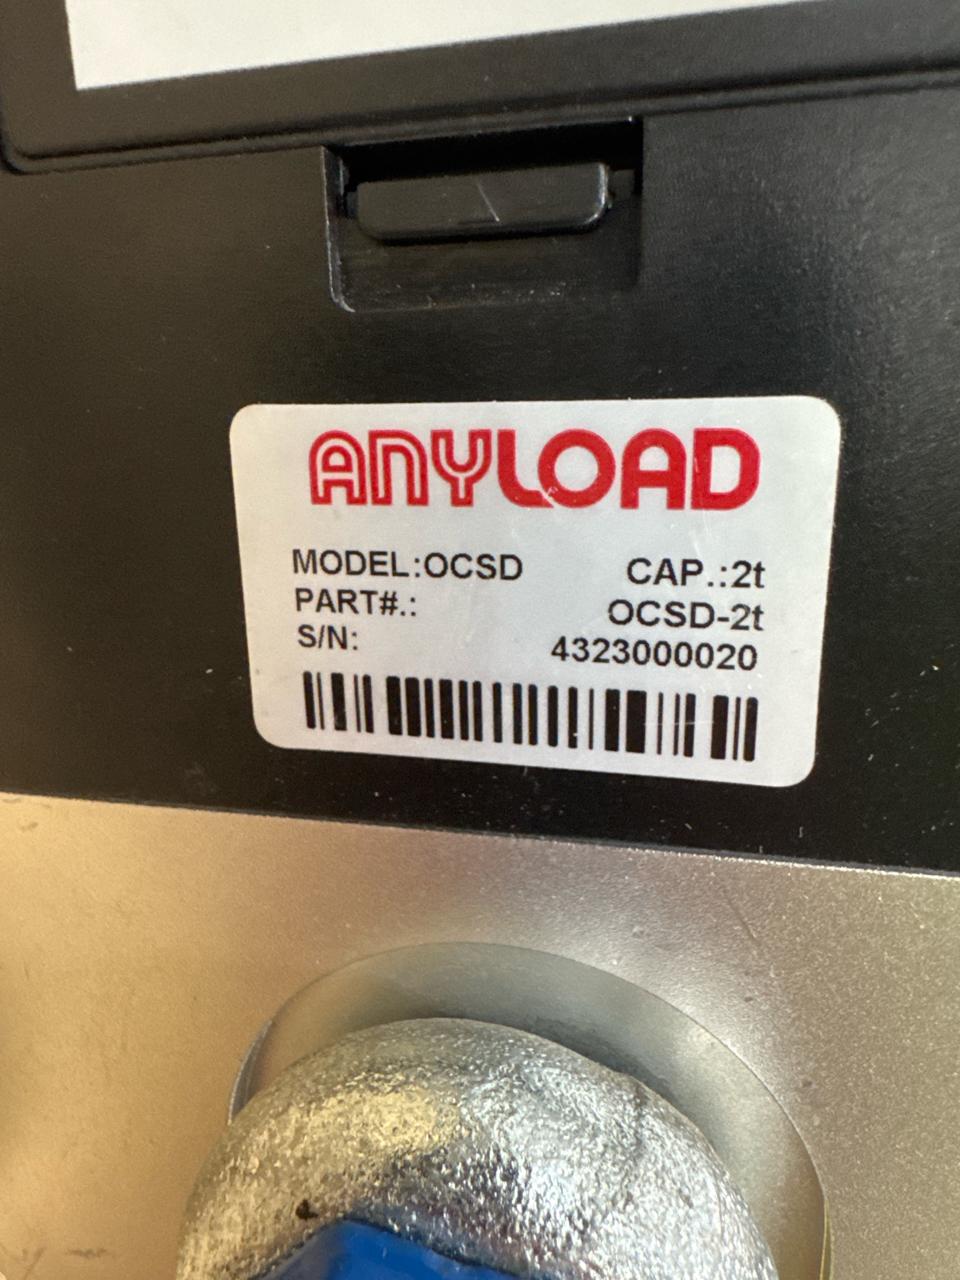 ANYLOAD
MODEL:OCSD CAP.:2t
PART#.: OCSD-2t
S/N: 4323000020